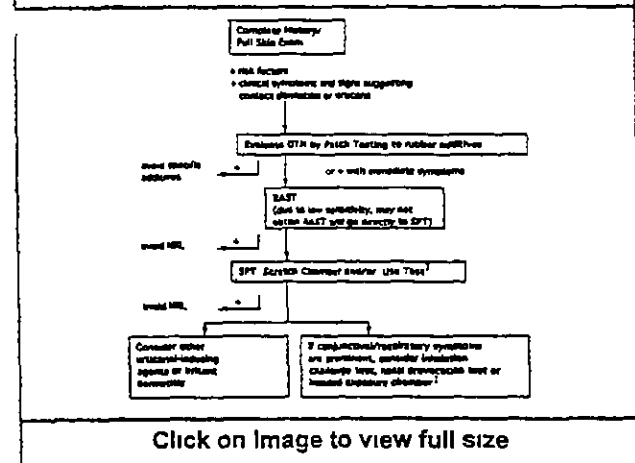 Complete History/
Full Skin Exam
+ risk factors
+ clinical symptoms and signs suggesting
contact dermatitis or urticaria
Evaluate DTH by Patch Testing to rubber additives
avoid specific
additives
+
or + with immediate symptoms
RAST
(due to low sensitivity, may not
obtain RAST will go directly to SPT)
avoid NRL
+
SPT Scratch Chamber and/or Use Test
avoid NRL
+
Consider other
urticarial-inducing
agents or irritant
dermatitis
If conjunctival/respiratory symptoms
are prominent, consider inhalation
challenge test, nasal provocation test or
exposure chamber
Click on image to view full size